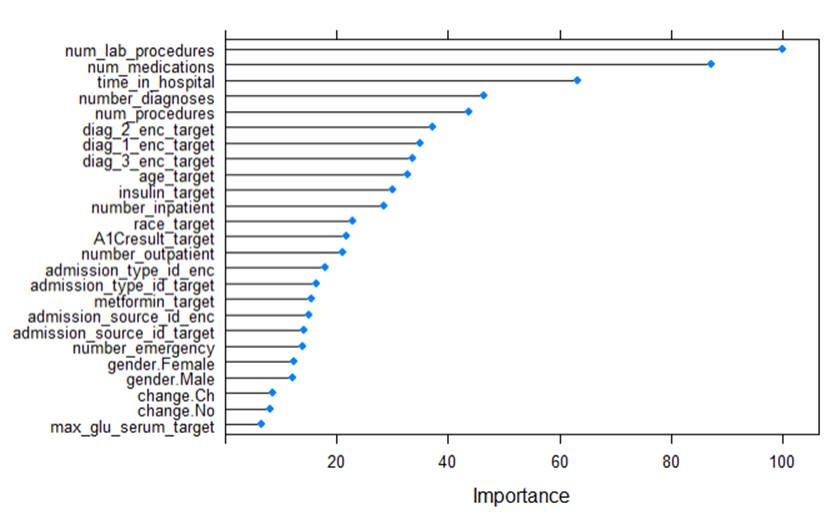 num_lab_procedures
num_medications
time_in_hospital
number_diagnoses
num_procedures
diag_2_enc_target
diag_1_enc_target
diag_3_enc_target
age_target
insulin_target
number_inpatient
race_target
A1Cresult_target
number_outpatient
admission_type_id_enc
admission_type_id_target
metformin_target
admission_source_id_enc
admission_source_id_target
number_emergency
gender.Female
gender.Male
change.Ch
change.No
max_glu_serum_target
20 40 60 80 100
Importance